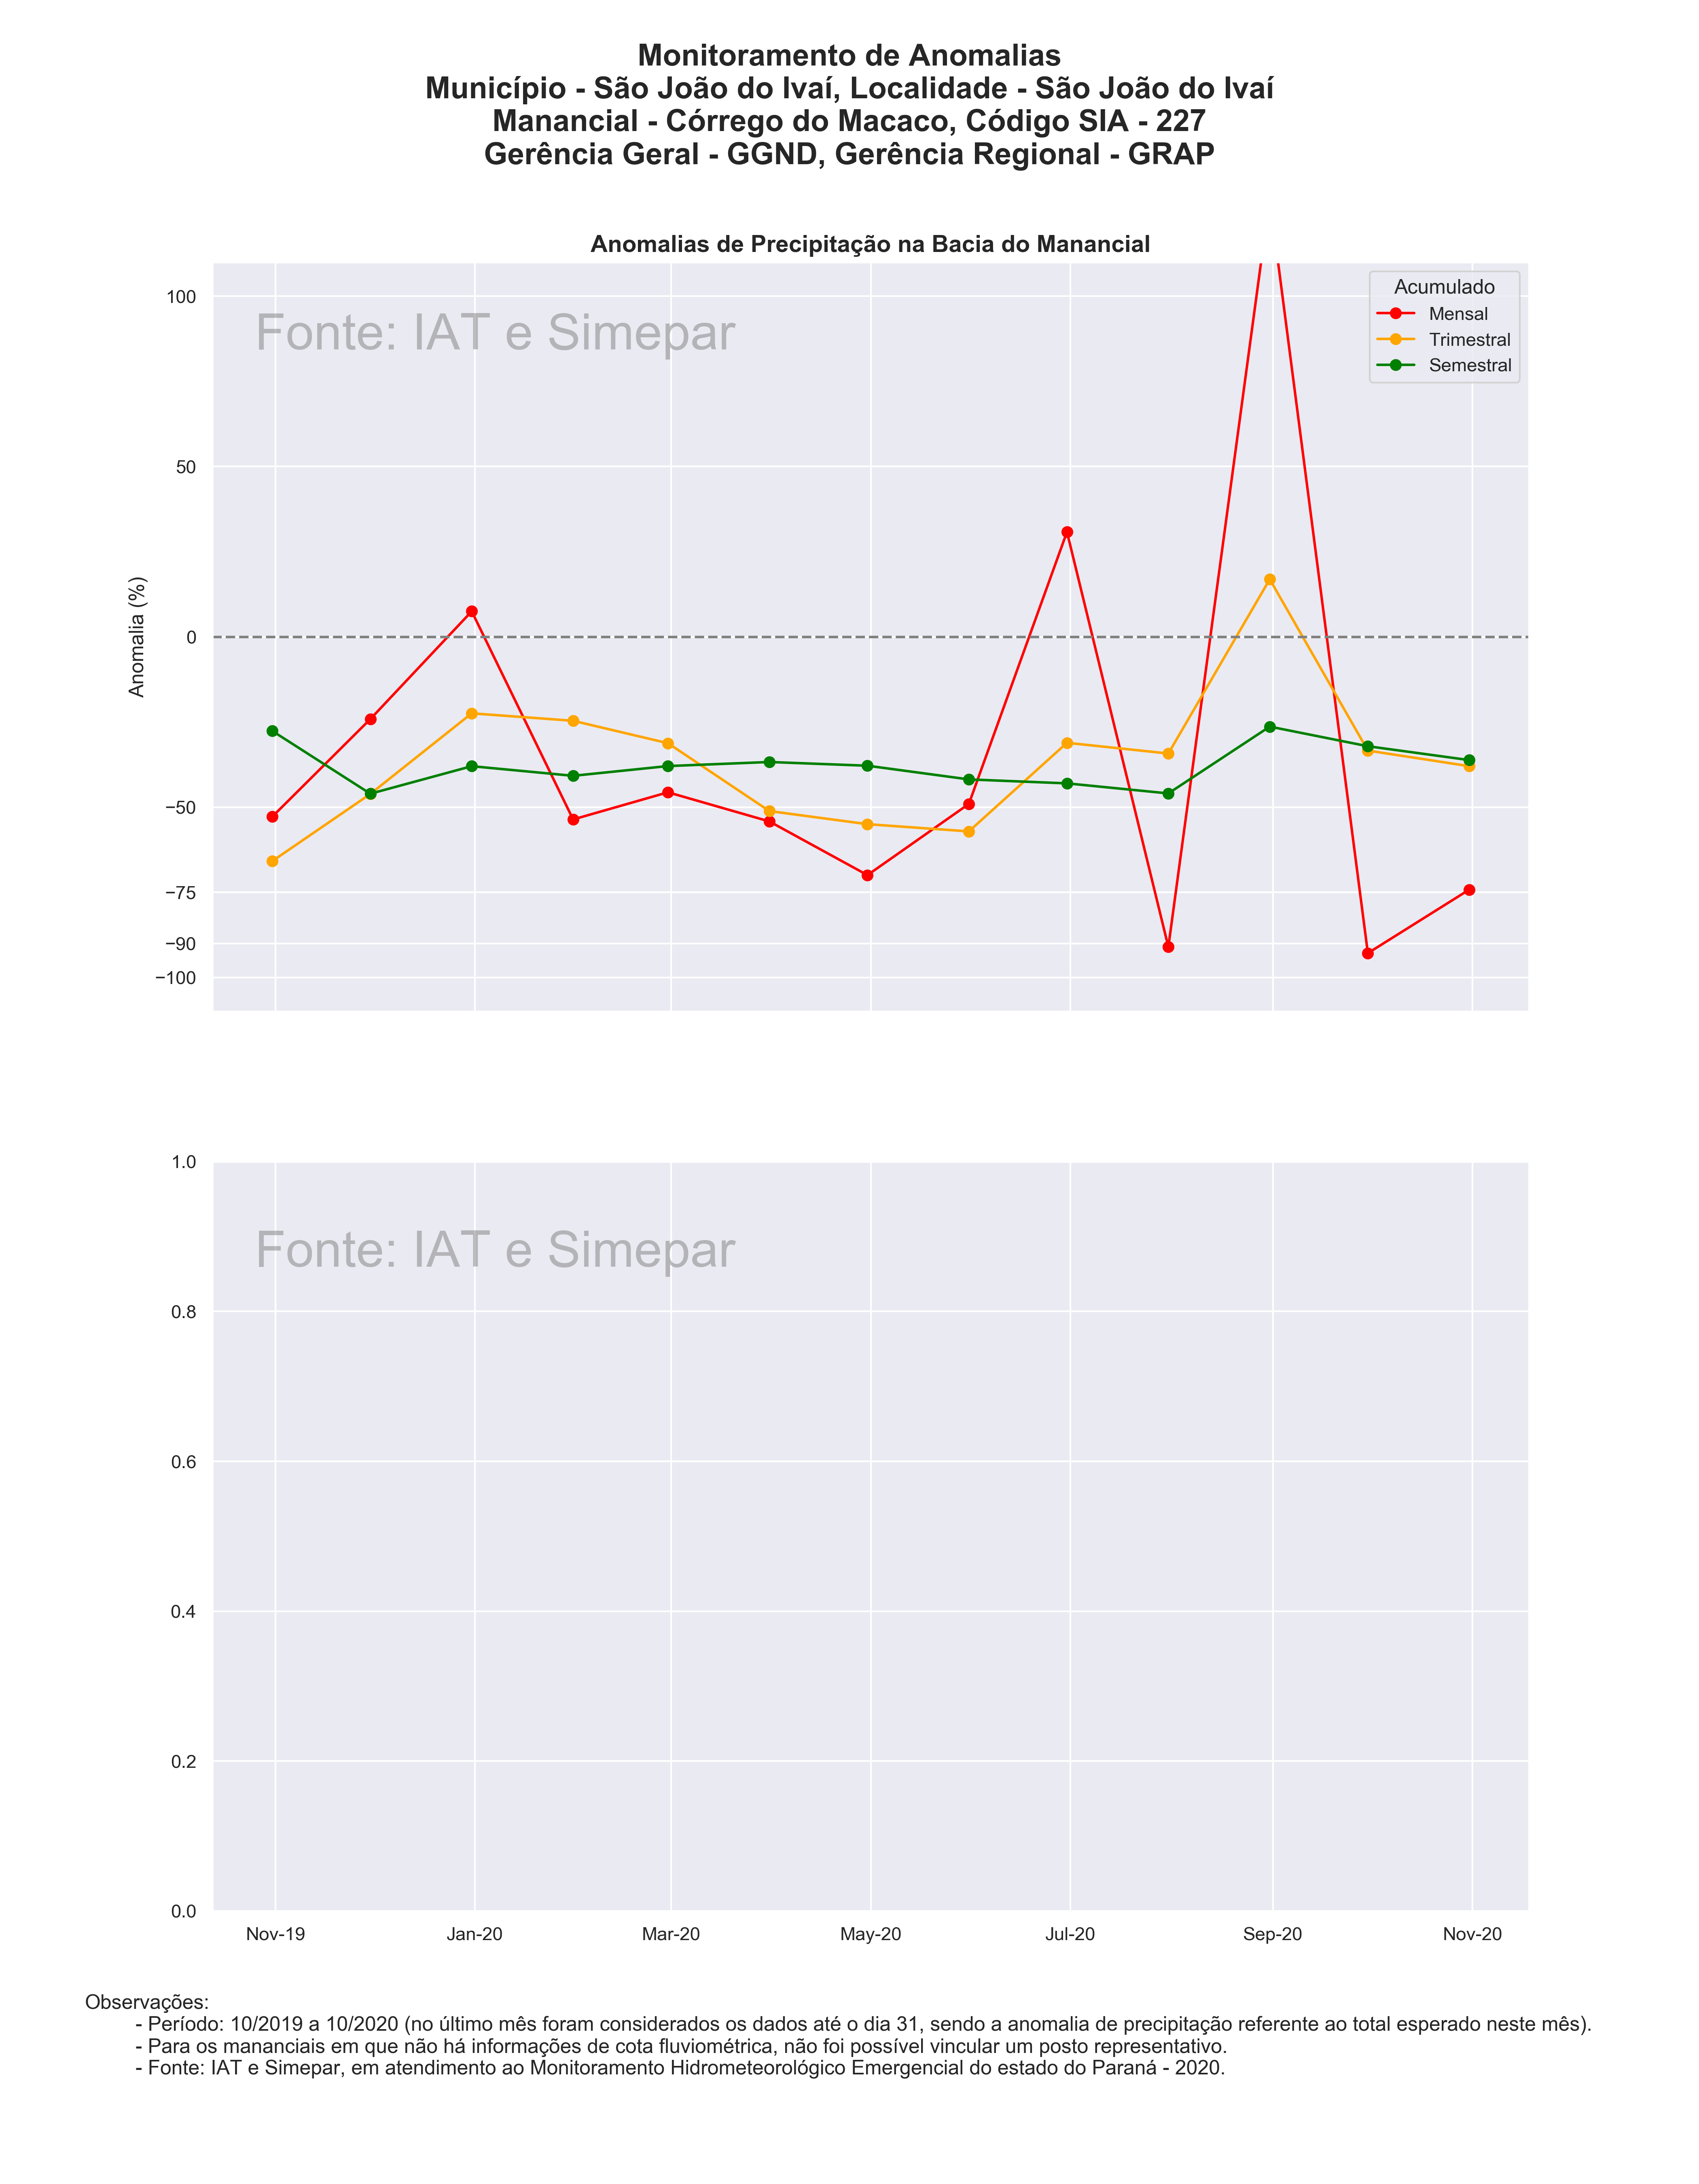 Monitoramento de Anomalias
Município - São João do Ivaí, Localidade - São João do Ivaí
Manancial - Córrego do Macaco, Código SIA - 227
Gerência Geral - GGND, Gerência Regional - GRAP
Anomalias de Precipitação na Bacia do Manancial
Fonte: IAT e Simepar
Acumulado
Mensal
Trimestral
Semestral
Anomalia (%)
100
50
0
−50
−75
−90
−100
Fonte: IAT e Simepar
1.0
0.8
0.6
0.4
0.2
0.0
Nov-19 Jan-20 Mar-20 May-20 Jul-20 Sep-20 Nov-20
Observações:
- Período: 10/2019 a 10/2020 (no último mês foram considerados os dados até o dia 31, sendo a anomalia de precipitação referente ao total esperado neste mês).
- Para os mananciais em que não há informações de cota fluviométrica, não foi possível vincular um posto representativo.
- Fonte: IAT e Simepar, em atendimento ao Monitoramento Hidrometeorológico Emergencial do estado do Paraná - 2020.